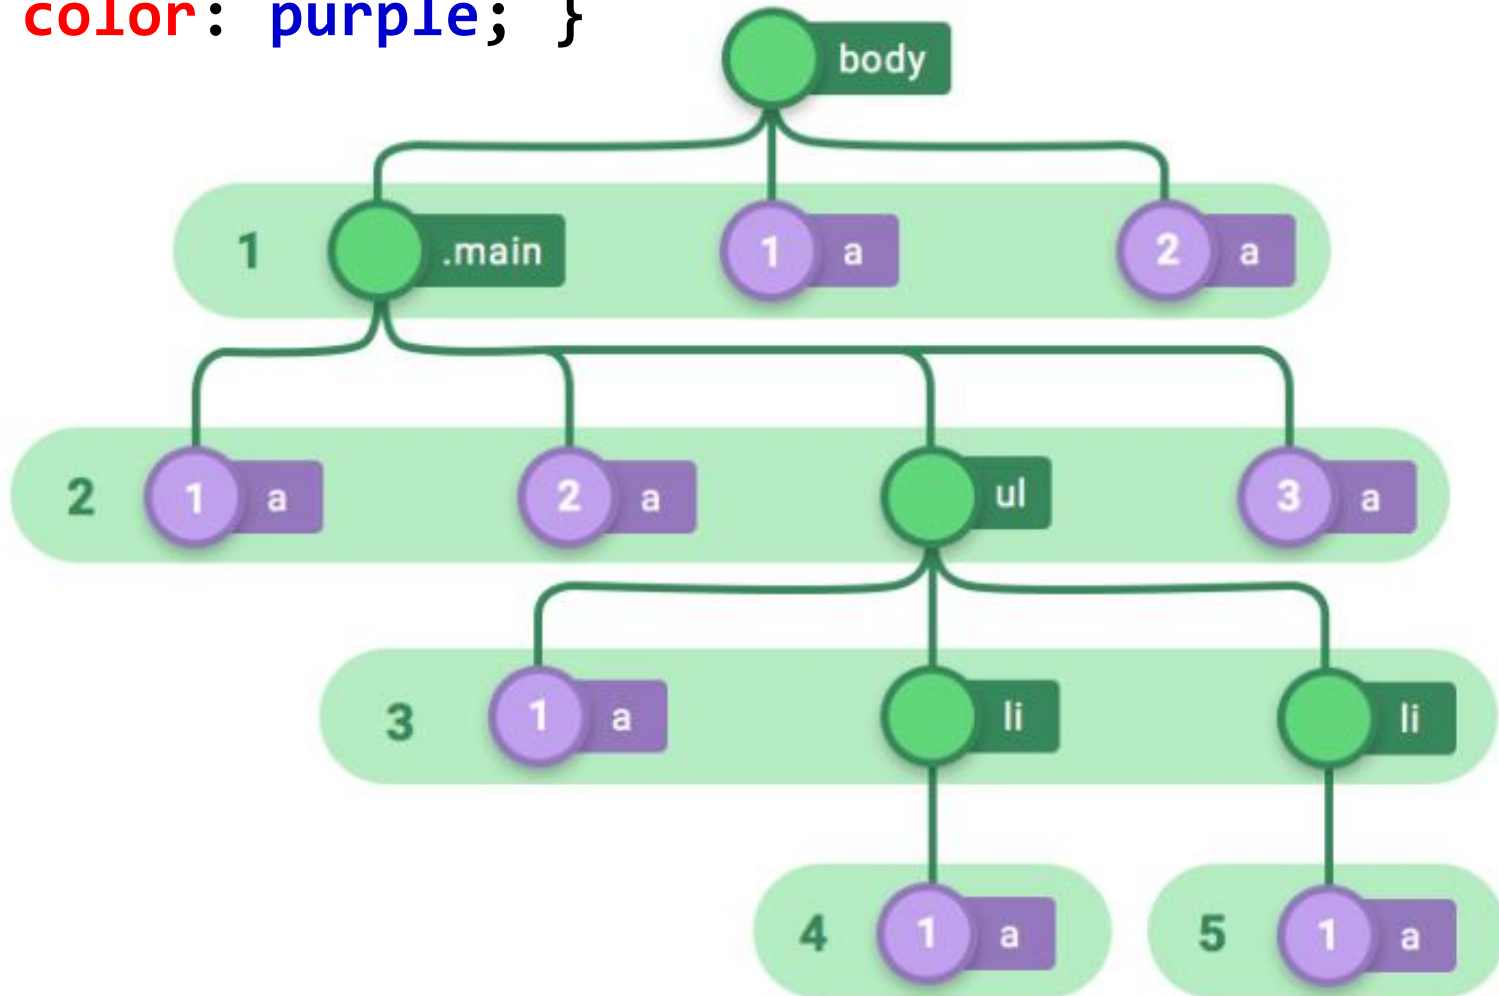 color: purple; }
body
1 .main 1 a 2 a
2 1 a 2 a ul 3 a
3 1 a li li
4 1 a 5 1 a